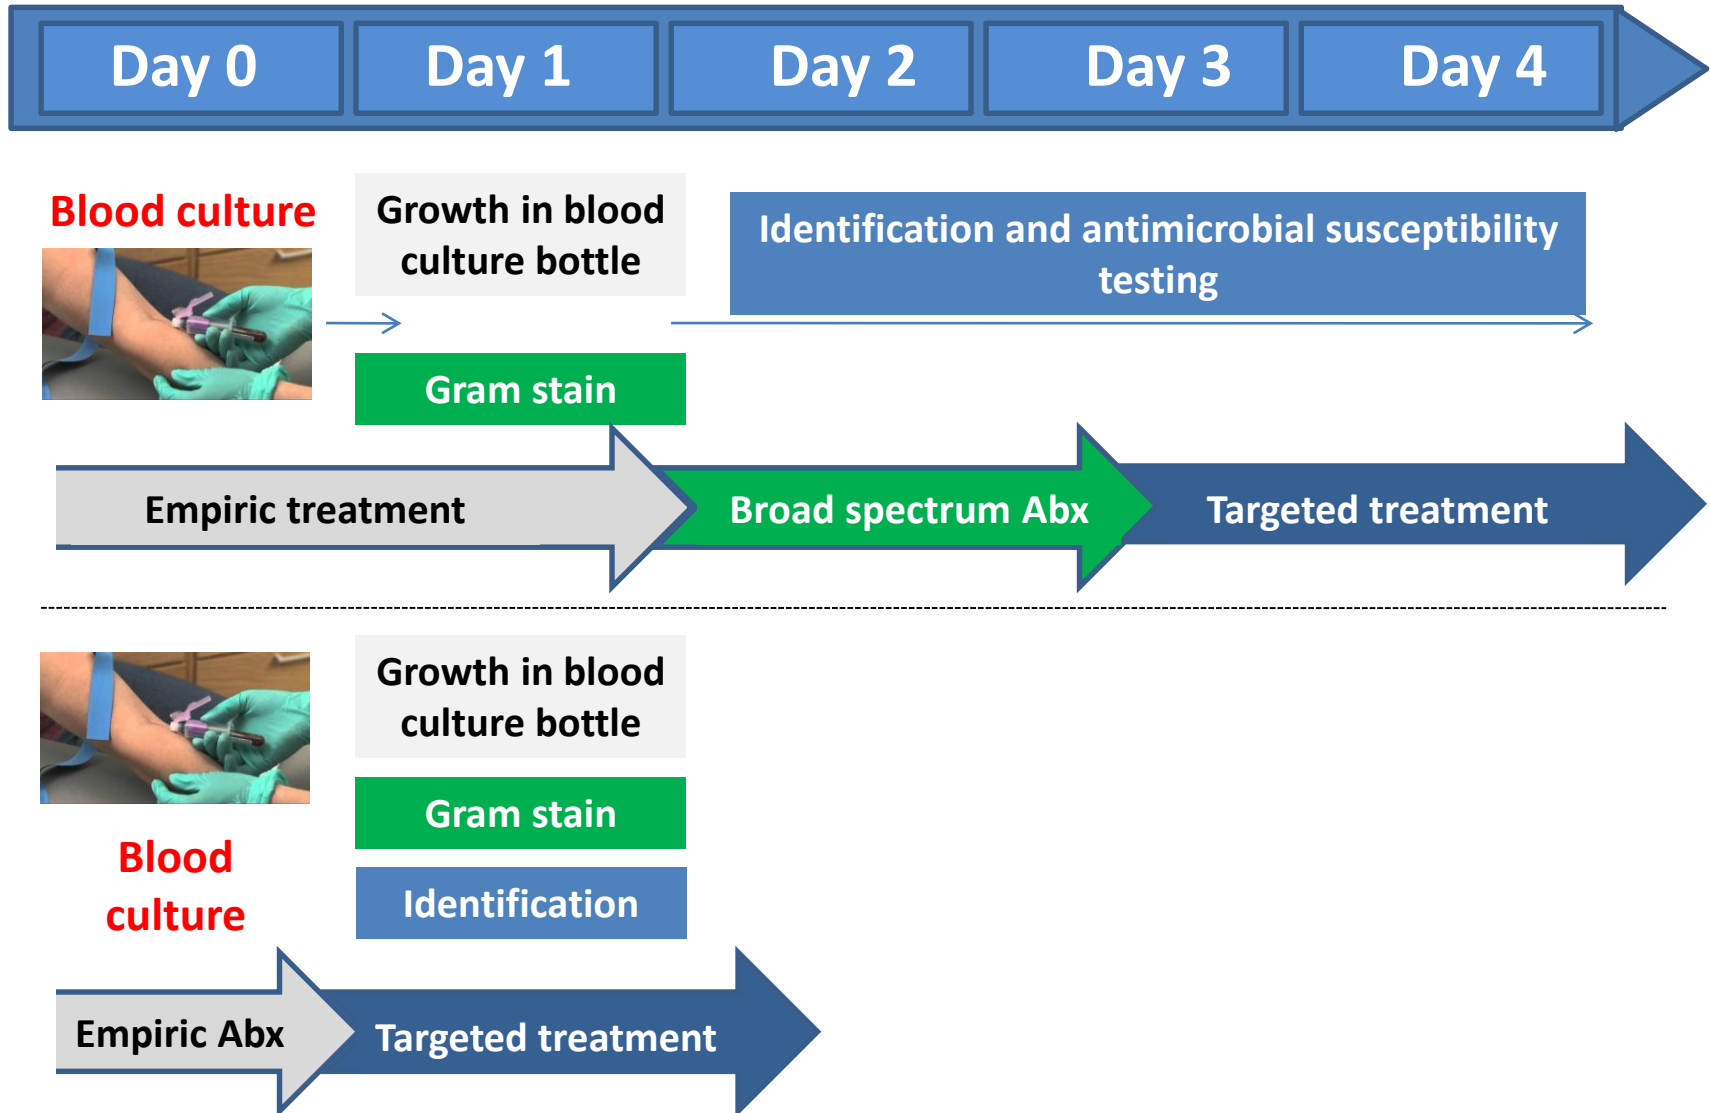 Day 0
Day 1
Day 2
Day 3
Day 4
Blood culture
Growth in blood
culture bottle
Identification and antimicrobial susceptibility
testing
Gram stain
Empiric treatment
Broad spectrum Abx
Targeted treatment
Growth in blood
culture bottle
Gram stain
Blood
culture
Identification
Empiric Abx
Targeted treatment